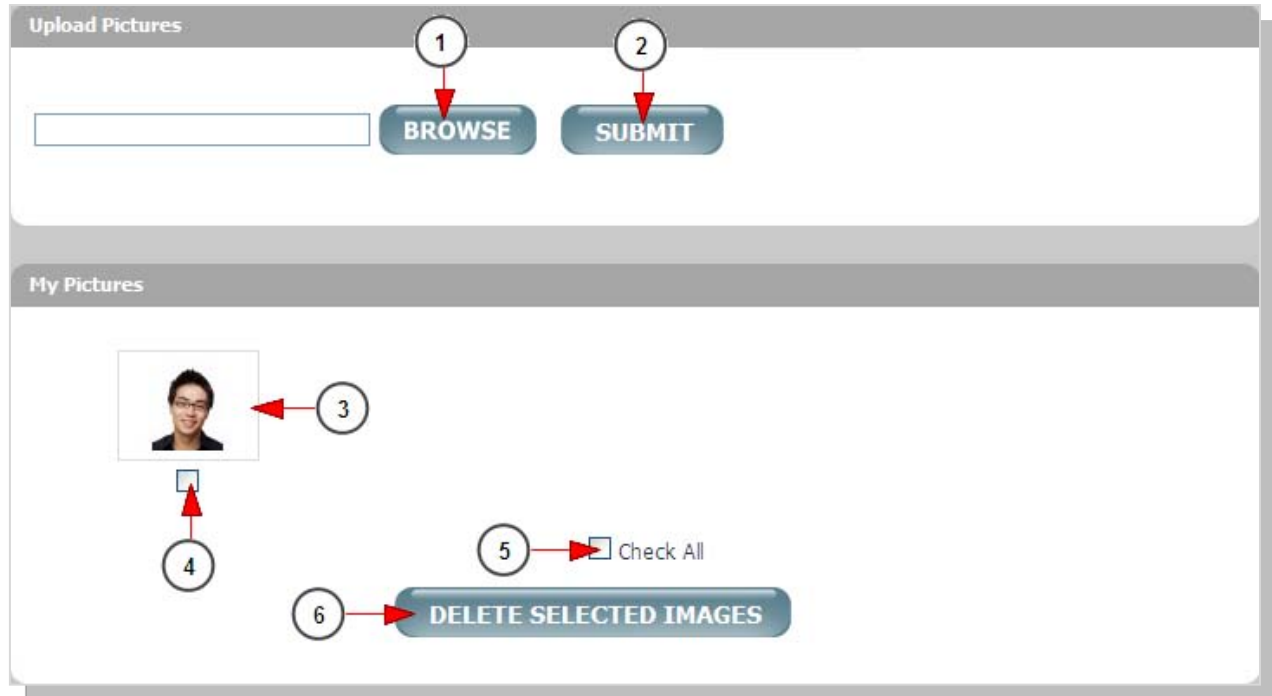 Upload Pictures
1
2
BROWSE
SUBMIT
My Pictures
3
4
5
Check All
6
DELETE SELECTED IMAGES